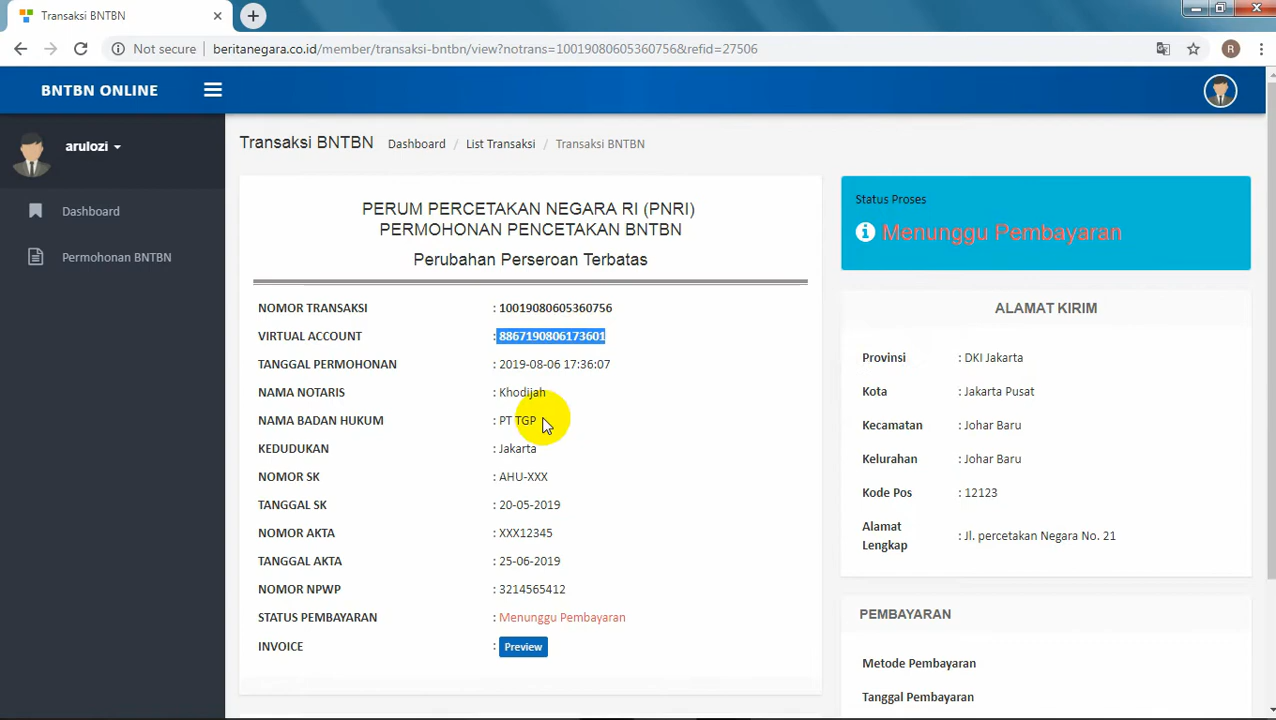 Transaksi BNTBN
Not secure
beritanegara.co.id/member/transaksi-bntbn/view?notrans=10019080605360756&refid=27506
R
BNTBN ONLINE
arulozi
Dashboard
Permohonan BNTBN
Transaksi BNTBN Dashboard / List Transaksi / Transaksi BNTBN
PERUM PERCETAKAN NEGARA RI (PNRI)
PERMOHONAN PENCETAKAN BNTBN
Perubahan Perseroan Terbatas
NOMOR TRANSAKSI : 10019080605360756
VIRTUAL ACCOUNT : 8867190806173601
TANGGAL PERMOHONAN : 2019-08-06 17:36:07
NAMA NOTARIS : Khodijah
NAMA BADAN HUKUM : PT TGP
KEDUDUKAN : Jakarta
NOMOR SK : AHU-XXX
TANGGAL SK : 20-05-2019
NOMOR AKTA : XXX12345
TANGGAL AKTA : 25-06-2019
NOMOR NPWP : 3214565412
STATUS PEMBAYARAN : Menunggu Pembayaran
INVOICE : Preview
Status Proses
Menunggu Pembayaran
ALAMAT KIRIM
Provinsi : DKI Jakarta
Kota : Jakarta Pusat
Kecamatan : Johar Baru
Kelurahan : Johar Baru
Kode Pos : 12123
Alamat
Lengkap : Jl. percetakan Negara No. 21
PEMBAYARAN
Metode Pembayaran
Tanggal Pembayaran